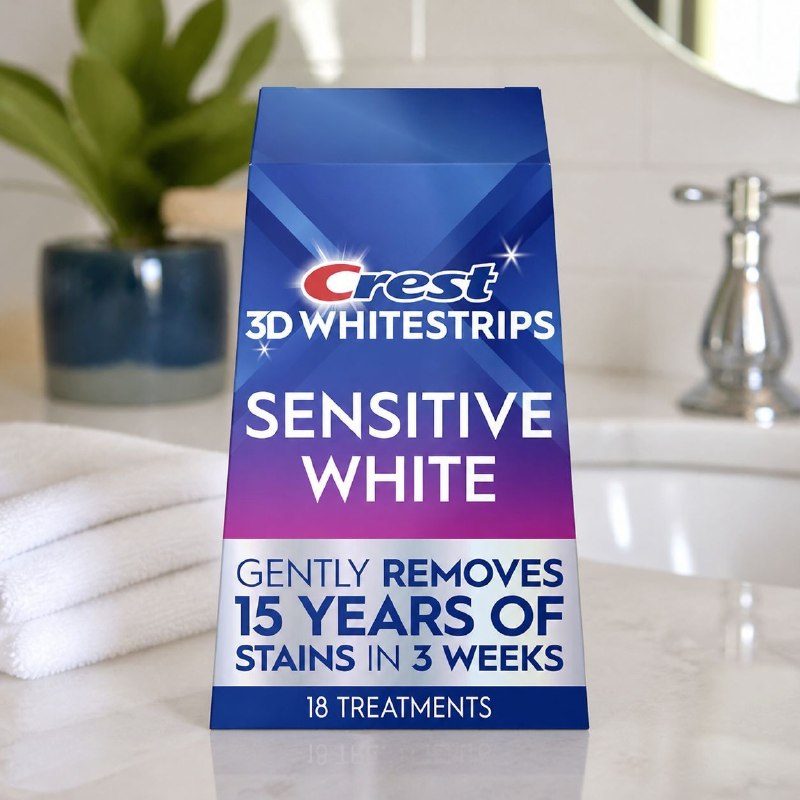 Crest
3D WHITESTRIPS
SENSITIVE
WHITE
GENTLY REMOVES
15 YEARS OF
STAINS IN 3 WEEKS
18 TREATMENTS